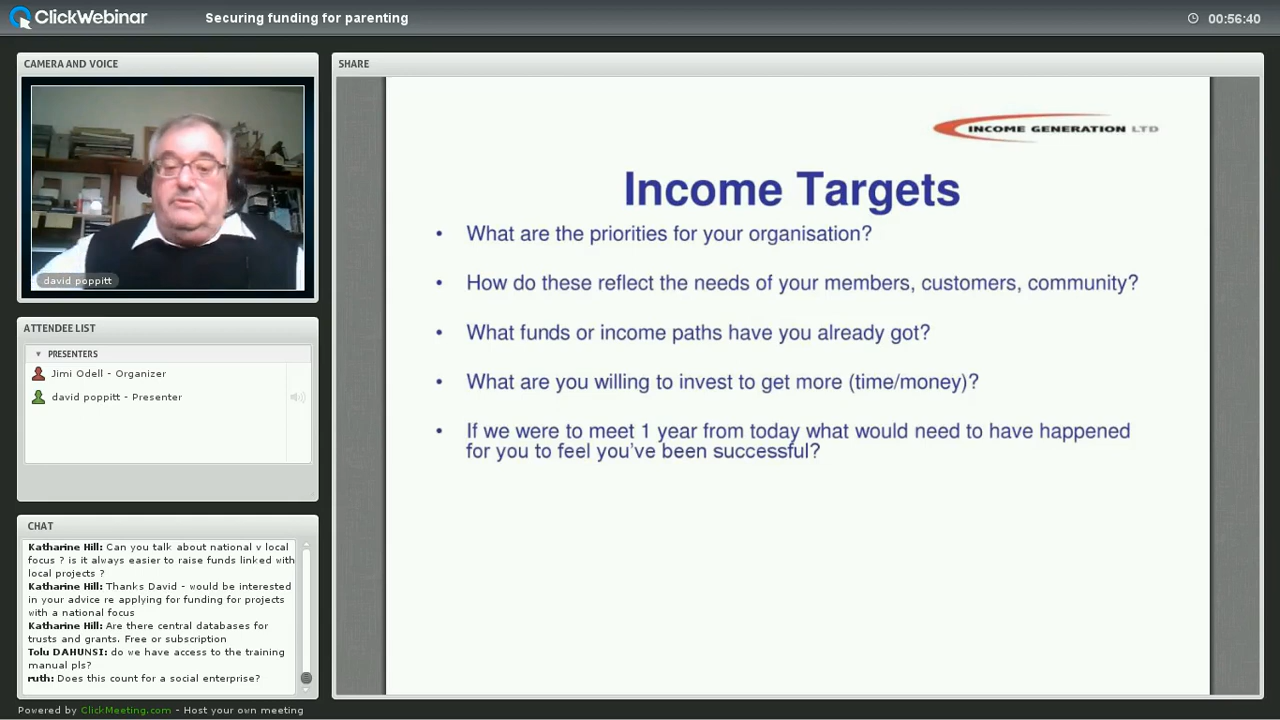 ClickWebinar
Securing funding for parenting
00:56:40
CAMERA AND VOICE
david poppitt
ATTENDEE LIST
PRESENTERS
Jimi Odell - Organizer
david poppitt - Presenter
CHAT
Katharine Hill: Can you talk about national v local
focus ? is it always easier to raise funds linked with
local projects ?
Katharine Hill: Thanks David - would be interested
in your advice re applying for funding for projects
with a national focus
Katharine Hill: Are there central databases for
trusts and grants. Free or subscription
Tolu DAHUNSI: do we have access to the training
manual pls?
ruth: Does this count for a social enterprise?
SHARE
INCOME GENERATION LTD
Income Targets
• What are the priorities for your organisation?
• How do these reflect the needs of your members, customers, community?
• What funds or income paths have you already got?
• What are you willing to invest to get more (time/money)?
• If we were to meet 1 year from today what would need to have happened
for you to feel you've been successful?
Powered by ClickMeeting.com - Host your own meeting